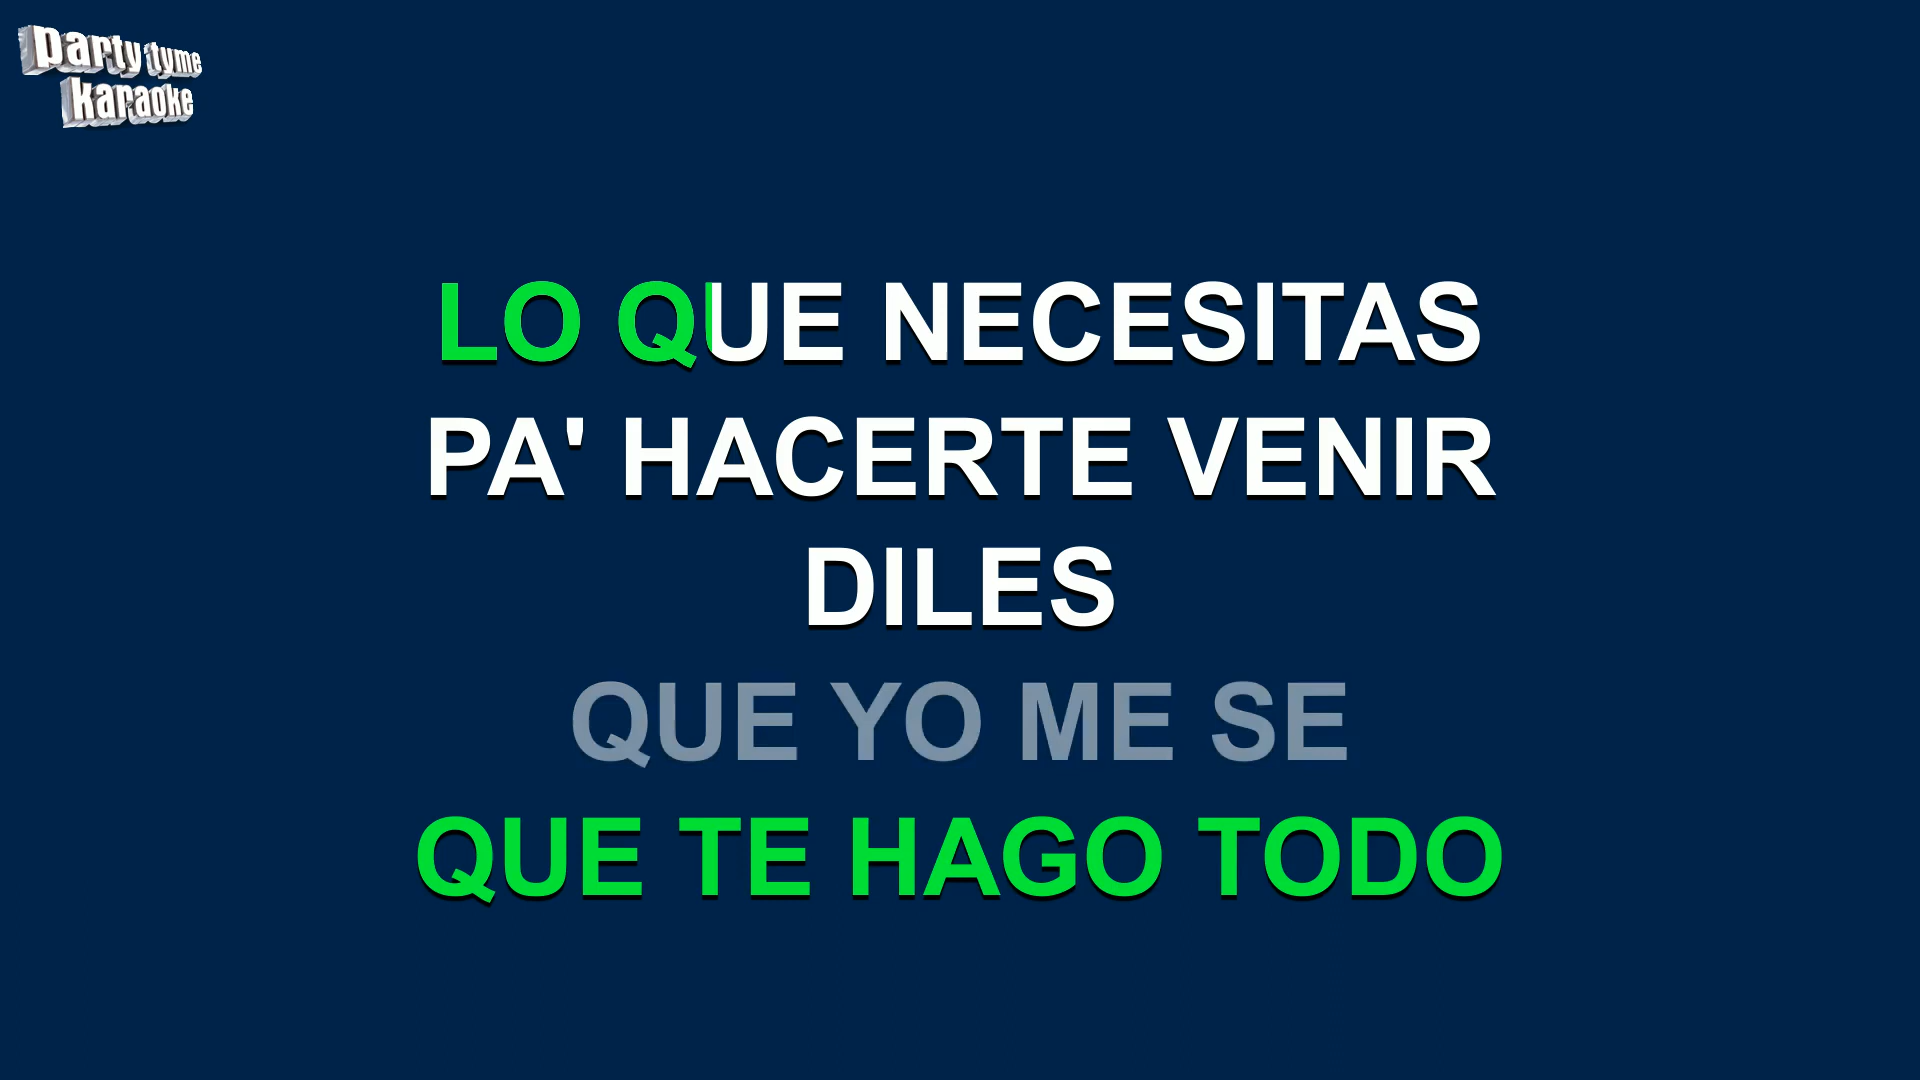 party tyme
karaoke
LO QUE NECESITAS
PA' HACERTE VENIR
DILES
QUE YO ME SE
QUE TE HAGO TODO